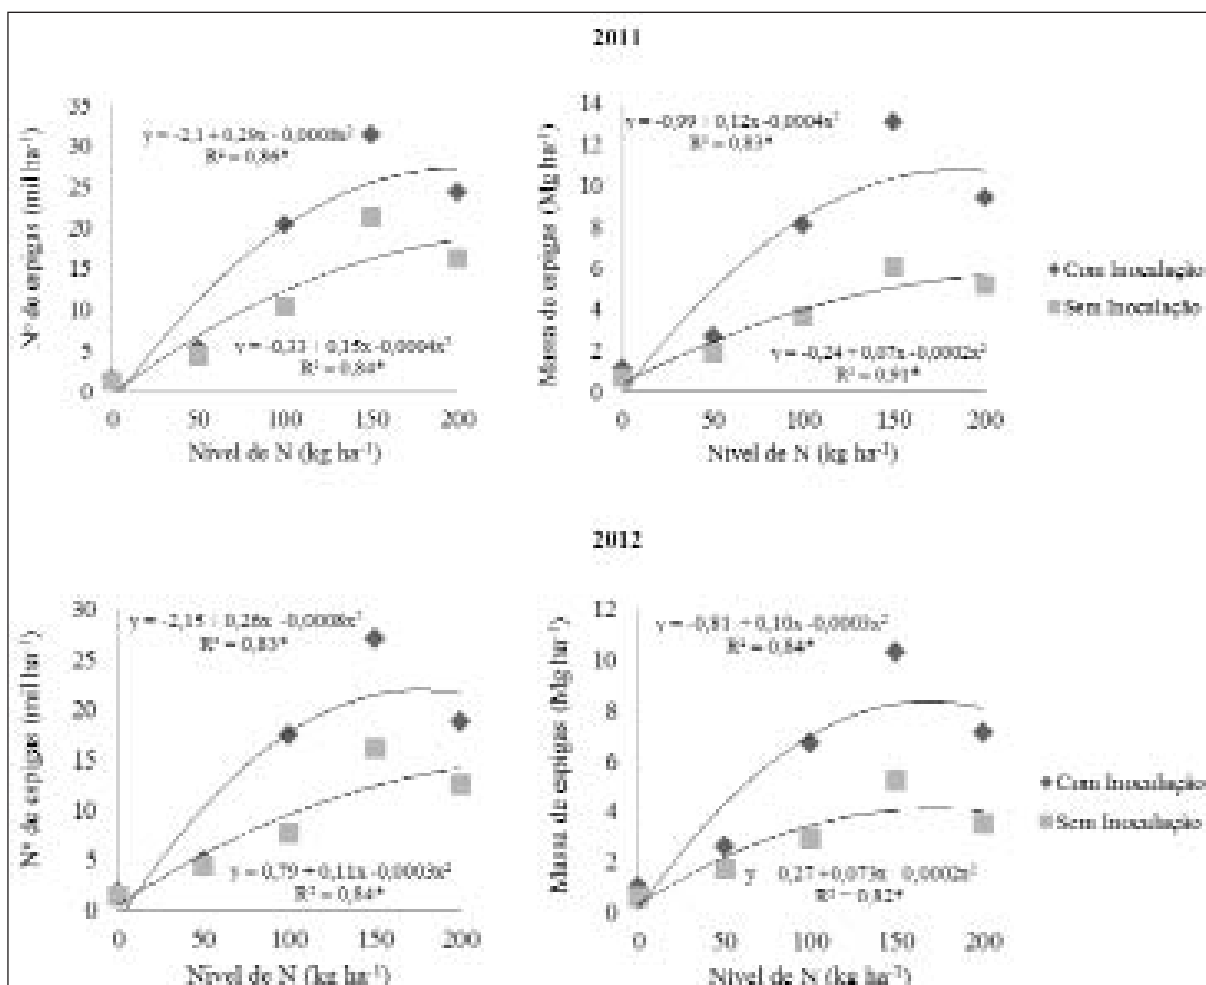 2011
Nº de espigas (mil ha⁻¹)
35
30
25
20
15
10
5
0
y = -2,1 + 0,29x - 0,0008x²
R² = 0,86*
R² = 0,84*
0 50 100 150 200
Nível de N (kg ha⁻¹)
Massa de espigas (Mg ha⁻¹)
14
12
10
8
6
4
2
0
y = -0,99 + 0,12x - 0,0004x²
R² = 0,83*
y = -0,24 + 0,07x - 0,0002x²
R² = 0,91*
0 50 100 150 200
Nível de N (kg ha⁻¹)
Com Inoculação
Sem Inoculação
2012
Nº de espigas (mil ha⁻¹)
30
25
20
15
10
5
0
y = -2,15 + 0,26x - 0,0008x²
R² = 0,83*
y = 0,79 + 0,11x - 0,0003x²
R² = 0,84*
0 50 100 150 200
Nível de N (kg ha⁻¹)
Massa de espigas (Mg ha⁻¹)
12
10
8
6
4
2
0
y = -0,81 + 0,10x - 0,0003x²
R² = 0,84*
y 0,27 + 0,073x 0,0002x²
R² = 0,82*
0 50 100 150 200
Nível de N (kg ha⁻¹)
Com Inoculação
Sem Inoculação